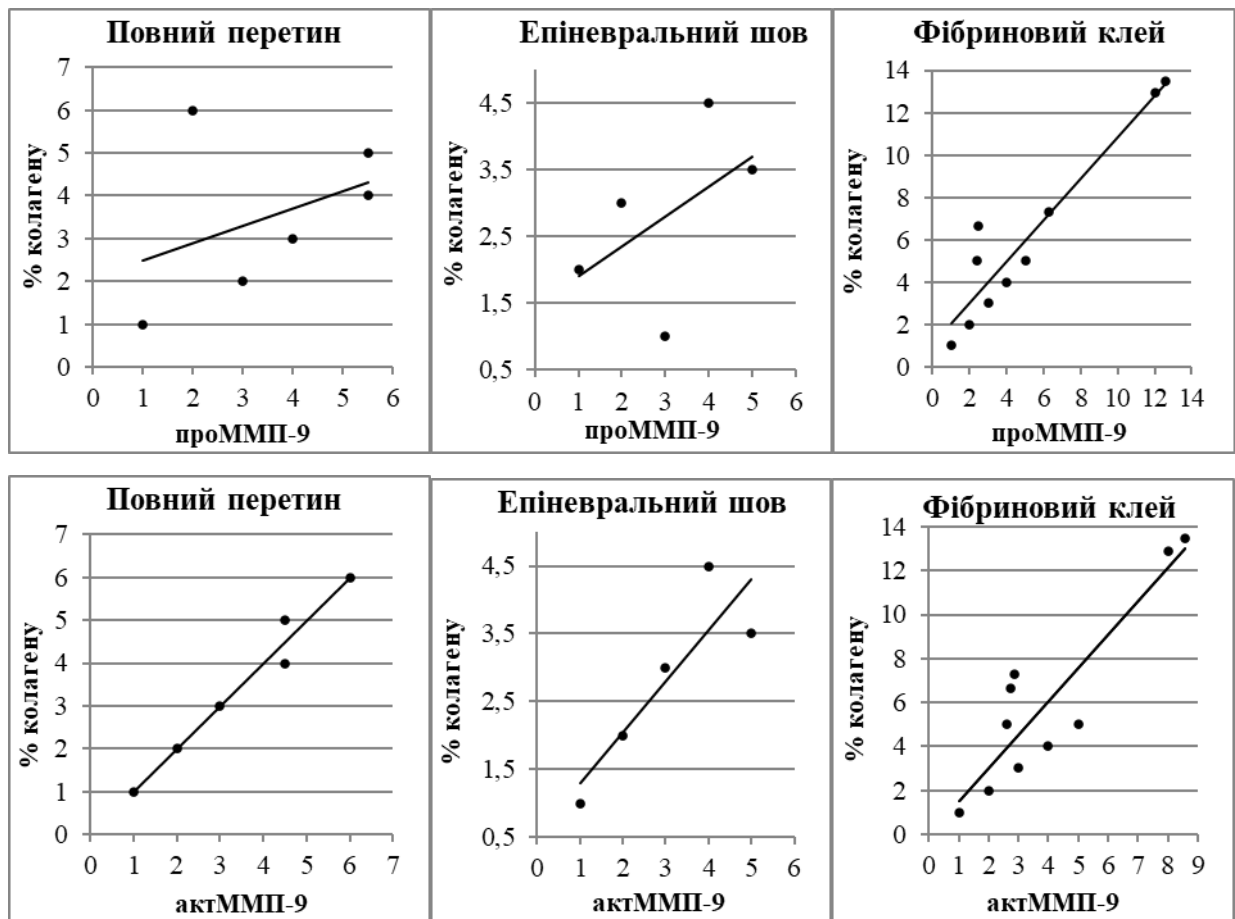 Повний перетин
7
6
5
4
3
2
1
0
% колагену
0 1 2 3 4 5 6
проММП-9
Епіневральний шов
4,5
3,5
2,5
1,5
0,5
% колагену
0 1 2 3 4 5 6
проММП-9
Фібриновий клей
14
12
10
8
6
4
2
0
% колагену
0 2 4 6 8 10 12 14
проММП-9
Повний перетин
7
6
5
4
3
2
1
0
% колагену
0 1 2 3 4 5 6 7
актММП-9
Епіневральний шов
4,5
3,5
2,5
1,5
0,5
% колагену
0 1 2 3 4 5 6
актММП-9
Фібриновий клей
14
12
10
8
6
4
2
0
% колагену
0 1 2 3 4 5 6 7 8 9
актММП-9